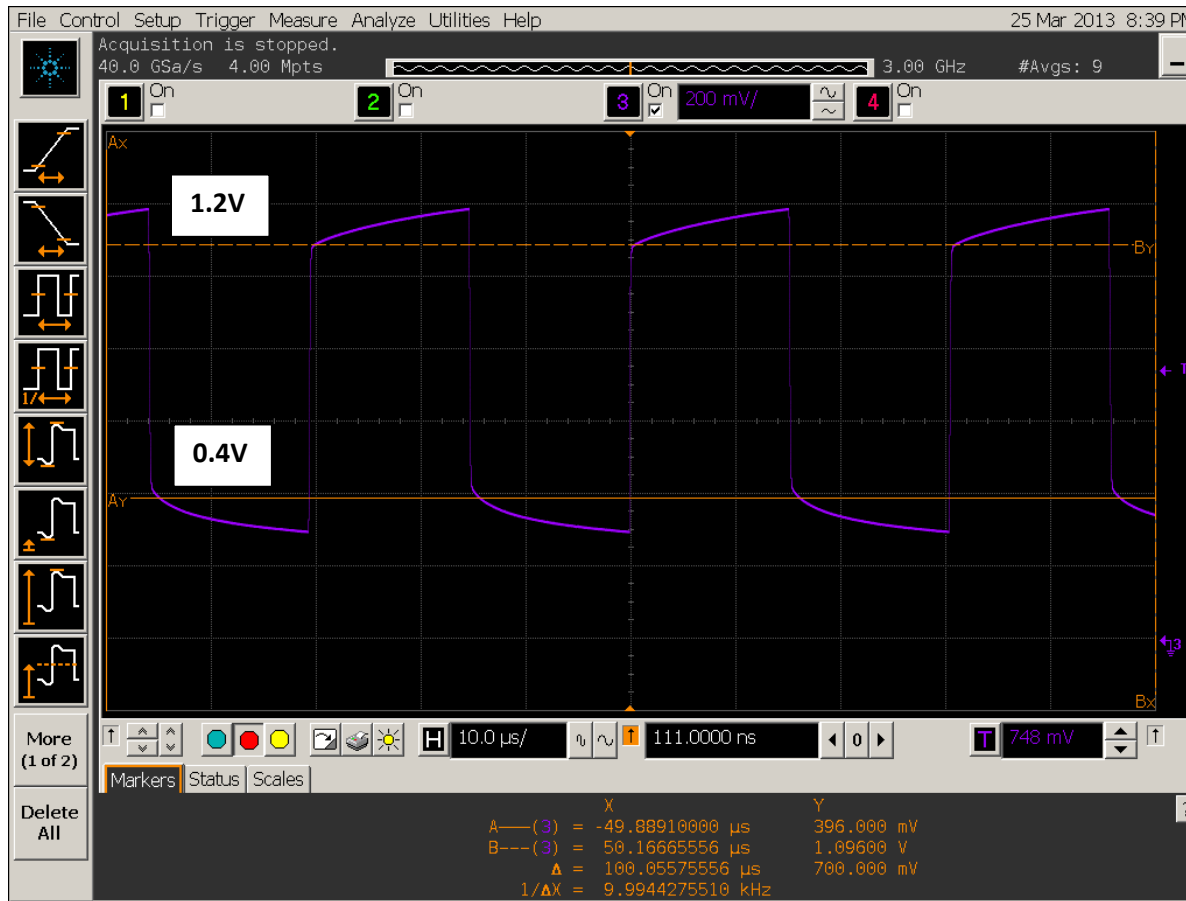 File Control Setup Trigger Measure Analyze Utilities Help 25 Mar 2013 8:39 PM
Acquisition is stopped.
40.0 GSa/s 4.00 Mpts 3.00 GHz #Avgs: 9
1 On 2 On 3 On 200 mV/ 4 On
Ax
1.2V
By
0.4V
Ay
3
Bx
More
(1 of 2)
H 10.0 µs/ 111.0000 ns 0 T 748 mV
Markers Status Scales
Delete
All
X Y
A——(3) = -49.88910000 µs 396.000 mV
B---(3) = 50.16665556 µs 1.09600 V
Δ = 100.05575556 µs 700.000 mV
1/ΔX = 9.9944275510 kHz
1/